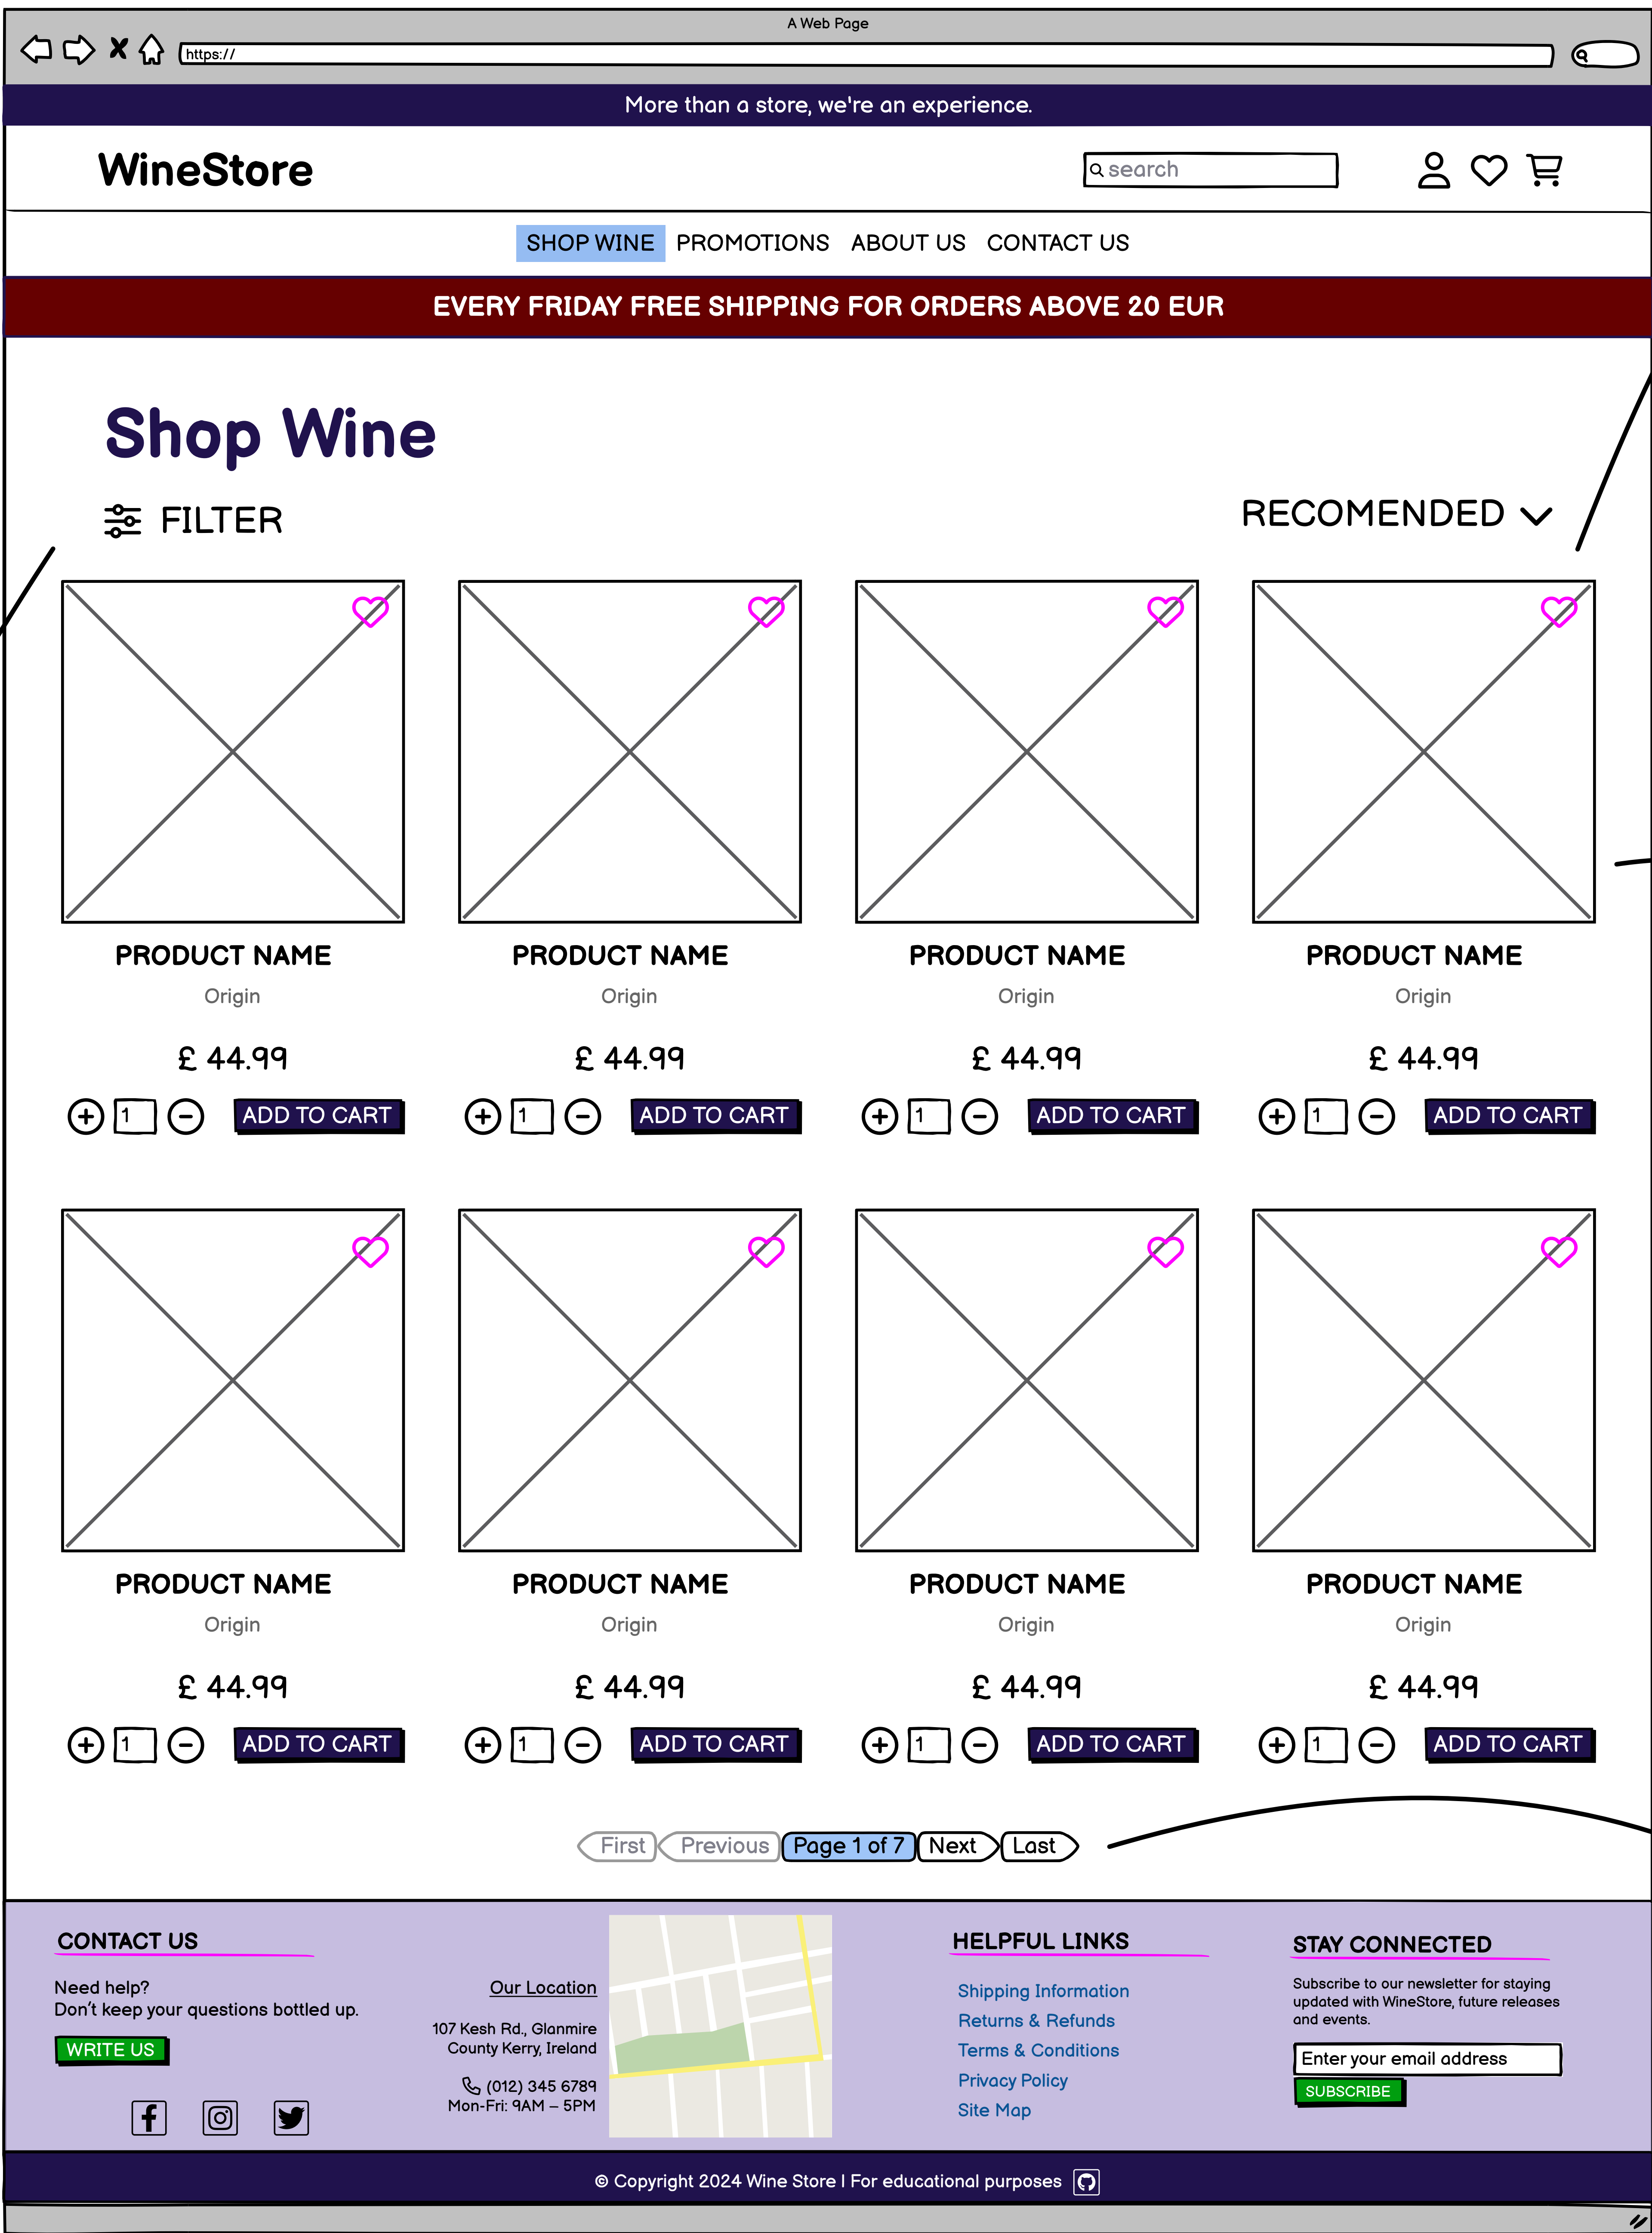 A Web Page
https://
More than a store, we're an experience.
WineStore
search
SHOP WINE PROMOTIONS ABOUT US CONTACT US
EVERY FRIDAY FREE SHIPPING FOR ORDERS ABOVE 20 EUR
Shop Wine
FILTER
RECOMENDED
PRODUCT NAME PRODUCT NAME PRODUCT NAME PRODUCT NAME
Origin Origin Origin Origin
£ 44.99 £ 44.99 £ 44.99 £ 44.99
1 ADD TO CART 1 ADD TO CART 1 ADD TO CART 1 ADD TO CART
PRODUCT NAME PRODUCT NAME PRODUCT NAME PRODUCT NAME
Origin Origin Origin Origin
£ 44.99 £ 44.99 £ 44.99 £ 44.99
1 ADD TO CART 1 ADD TO CART 1 ADD TO CART 1 ADD TO CART
First Previous Page 1 of 7 Next Last
CONTACT US
Need help?
Don't keep your questions bottled up.
WRITE US
Our Location
107 Kesh Rd., Glanmire
County Kerry, Ireland
(012) 345 6789
Mon-Fri: 9AM – 5PM
HELPFUL LINKS
Shipping Information
Returns & Refunds
Terms & Conditions
Privacy Policy
Site Map
STAY CONNECTED
Subscribe to our newsletter for staying
updated with WineStore, future releases
and events.
Enter your email address
SUBSCRIBE
© Copyright 2024 Wine Store I For educational purposes